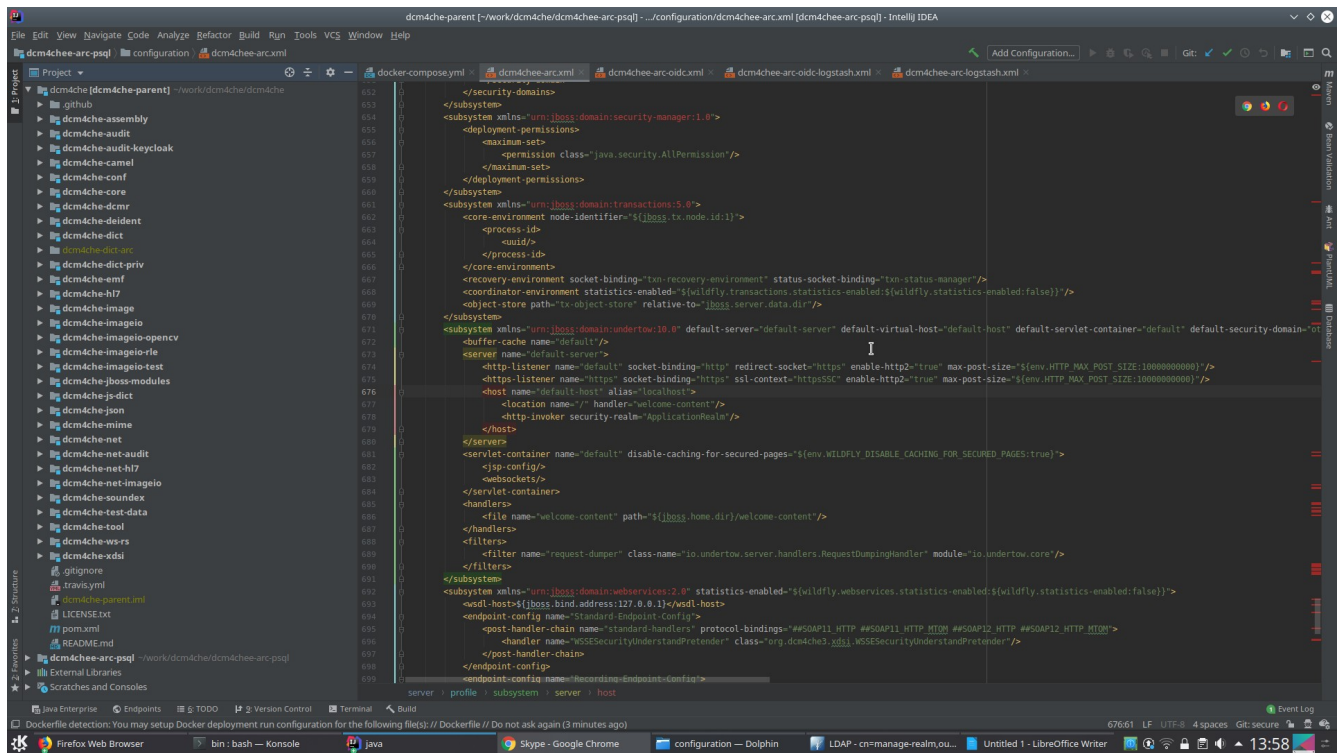 dcm4che-parent [~/work/dcm4che/dcm4chee-arc-psql] - .../configuration/dcm4chee-arc.xml [dcm4chee-arc-psql] - IntelliJ IDEA
File Edit View Navigate Code Analyze Refactor Build Run Tools VCS Window Help
dcm4chee-arc-psql configuration dcm4chee-arc.xml
Add Configuration... Git:
Project
docker-compose.yml dcm4chee-arc.xml dcm4chee-arc-oidc.xml dcm4chee-arc-oidc-logstash.xml dcm4chee-arc-logstash.xml
1: Project
dcm4che [dcm4che-parent] ~/work/dcm4che/dcm4che
.github
dcm4che-assembly
dcm4che-audit
dcm4che-audit-keycloak
dcm4che-camel
dcm4che-conf
dcm4che-core
dcm4che-dcmr
dcm4che-deident
dcm4che-dict
dcm4che-dict-arc
dcm4che-dict-priv
dcm4che-emf
dcm4che-hl7
dcm4che-image
dcm4che-imageio
dcm4che-imageio-opencv
dcm4che-imageio-rle
dcm4che-imageio-test
dcm4che-jboss-modules
dcm4che-js-dict
dcm4che-json
dcm4che-mime
dcm4che-net
dcm4che-net-audit
dcm4che-net-hl7
dcm4che-net-imageio
dcm4che-soundex
dcm4che-test-data
dcm4che-tool
dcm4che-ws-rs
dcm4che-xdsi
.gitignore
.travis.yml
dcm4che-parent.iml
LICENSE.txt
pom.xml
README.md
dcm4chee-arc-psql ~/work/dcm4che/dcm4chee-arc-psql
External Libraries
Scratches and Consoles
Z: Structure
2: Favorites
652 </security-domains>
653 </subsystem>
654 <subsystem xmlns="urn:jboss:domain:security-manager:1.0">
655 <deployment-permissions>
656 <maximum-set>
657 <permission class="java.security.AllPermission"/>
658 </maximum-set>
659 </deployment-permissions>
660 </subsystem>
661 <subsystem xmlns="urn:jboss:domain:transactions:5.0">
662 <core-environment node-identifier="${jboss.tx.node.id:1}">
663 <process-id>
664 <uuid/>
665 </process-id>
666 </core-environment>
667 <recovery-environment socket-binding="txn-recovery-environment" status-socket-binding="txn-status-manager"/>
668 <coordinator-environment statistics-enabled="${wildfly.transactions.statistics-enabled:${wildfly.statistics-enabled:false}}"/>
669 <object-store path="tx-object-store" relative-to="jboss.server.data.dir"/>
670 </subsystem>
671 <subsystem xmlns="urn:jboss:domain:undertow:10.0" default-server="default-server" default-virtual-host="default-host" default-servlet-container="default" default-security-domain="ot
672 <buffer-cache name="default"/>
673 <server name="default-server">
674 <http-listener name="default" socket-binding="http" redirect-socket="https" enable-http2="true" max-post-size="${env.HTTP_MAX_POST_SIZE:10000000000}"/>
675 <https-listener name="https" socket-binding="https" ssl-context="httpsSSC" enable-http2="true" max-post-size="${env.HTTP_MAX_POST_SIZE:10000000000}"/>
676 <host name="default-host" alias="localhost">
677 <location name="/" handler="welcome-content"/>
678 <http-invoker security-realm="ApplicationRealm"/>
679 </host>
680 </server>
681 <servlet-container name="default" disable-caching-for-secured-pages="${env.WILDFLY_DISABLE_CACHING_FOR_SECURED_PAGES:true}">
682 <jsp-config/>
683 <websockets/>
684 </servlet-container>
685 <handlers>
686 <file name="welcome-content" path="${jboss.home.dir}/welcome-content"/>
687 </handlers>
688 <filters>
689 <filter name="request-dumper" class-name="io.undertow.server.handlers.RequestDumpingHandler" module="io.undertow.core"/>
690 </filters>
691 </subsystem>
692 <subsystem xmlns="urn:jboss:domain:webservices:2.0" statistics-enabled="${wildfly.webservices.statistics-enabled:${wildfly.statistics-enabled:false}}">
693 <wsdl-host>${jboss.bind.address:127.0.0.1}</wsdl-host>
694 <endpoint-config name="Standard-Endpoint-Config">
695 <post-handler-chain name="standard-handlers" protocol-bindings="##SOAP11_HTTP ##SOAP11_HTTP_MTOM ##SOAP12_HTTP ##SOAP12_HTTP_MTOM">
696 <handler name="WSSESecurityUnderstandPretender" class="org.dcm4che3.xdsi.WSSESecurityUnderstandPretender"/>
697 </post-handler-chain>
698 </endpoint-config>
699 <endpoint-config name="Recording-Endpoint-Config">
server profile subsystem server host
Maven
Bean Validation
Ant
PlantUML
Database
Java Enterprise Endpoints 6: TODO 9: Version Control Terminal Build Event Log
Dockerfile detection: You may setup Docker deployment run configuration for the following file(s): // Dockerfile // Do not ask again (3 minutes ago) 676:61 LF UTF-8 4 spaces Git: secure
Firefox Web Browser bin : bash — Konsole java Skype - Google Chrome configuration — Dolphin LDAP - cn=manage-realm,ou... Untitled 1 - LibreOffice Writer 13:58